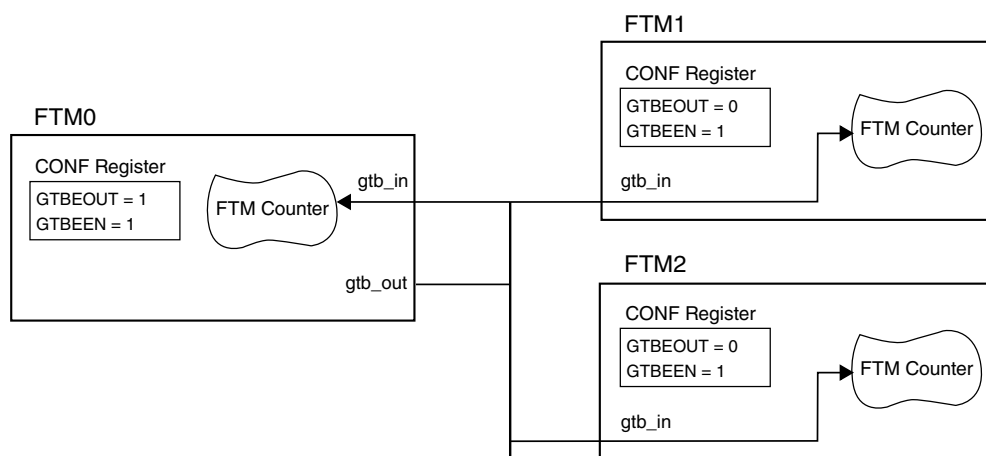 FTM0
CONF Register
GTBEOUT = 1
GTBEEN = 1
FTM Counter
gtb_in
gtb_out
FTM1
CONF Register
GTBEOUT = 0
GTBEEN = 1
FTM Counter
gtb_in
FTM2
CONF Register
GTBEOUT = 0
GTBEEN = 1
FTM Counter
gtb_in